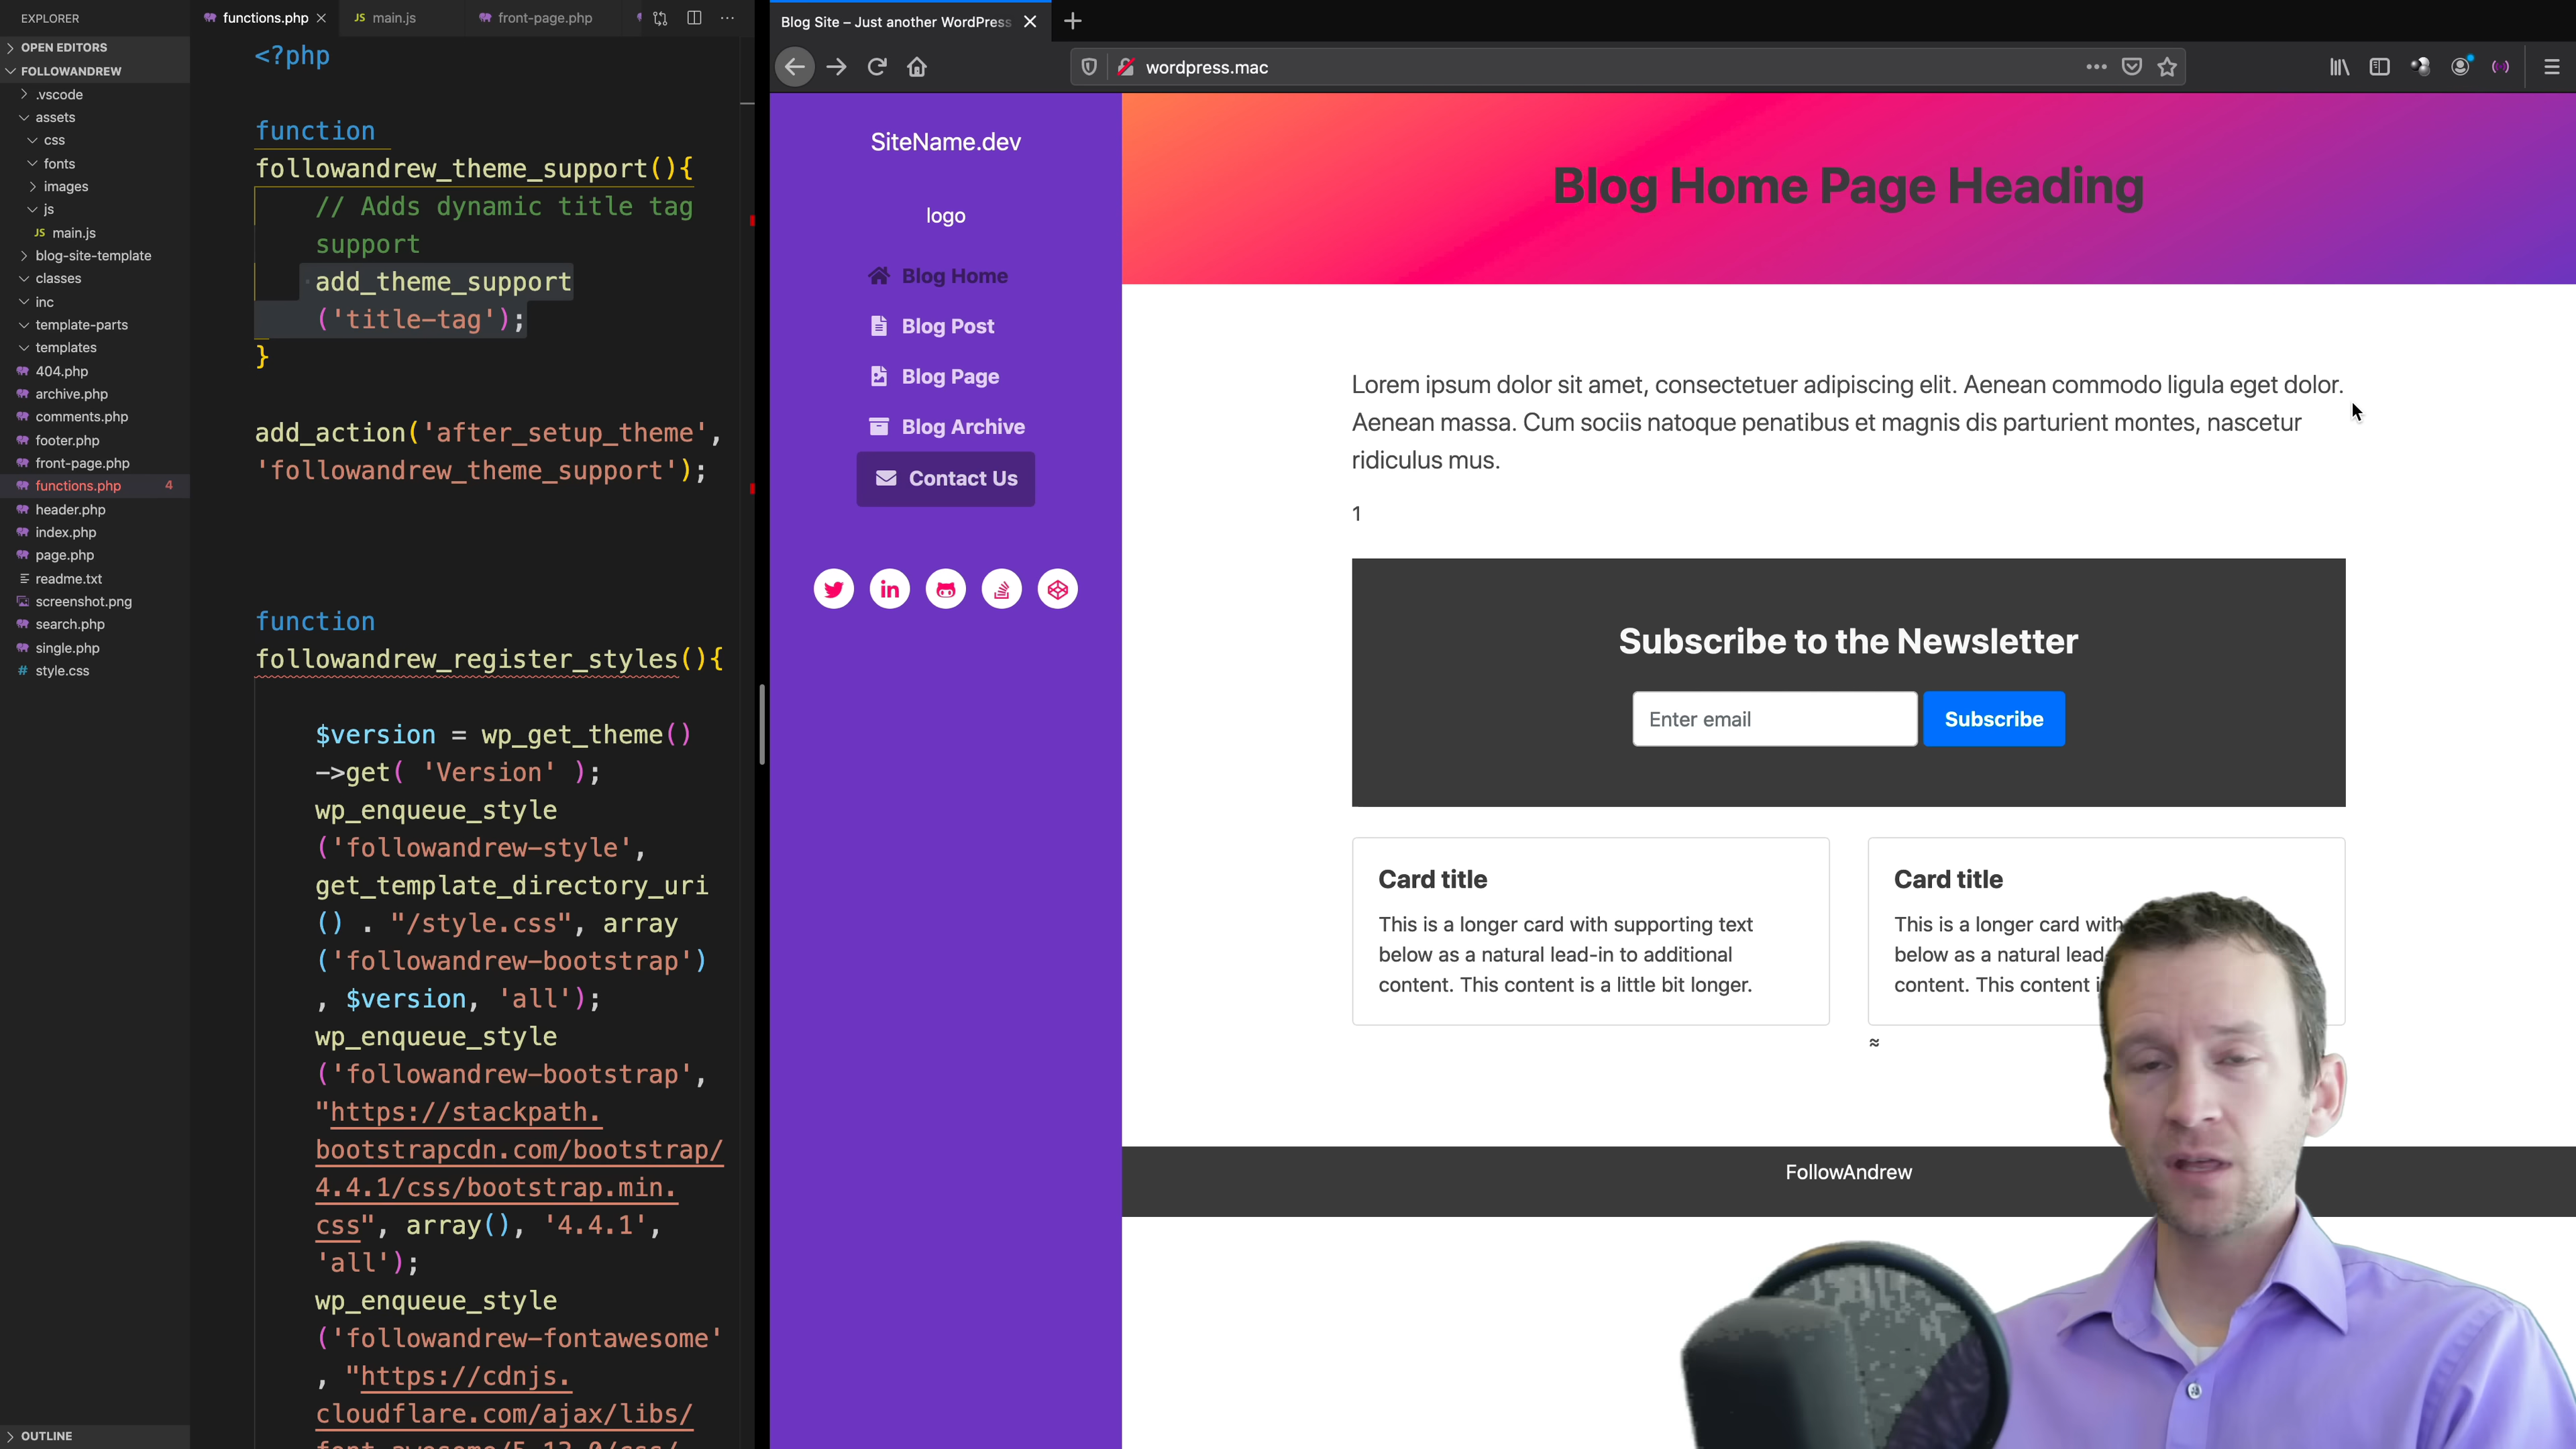 EXPLORER
OPEN EDITORS
FOLLOWANDREW
.vscode
assets
css
fonts
images
js
JS main.js
blog-site-template
classes
inc
template-parts
templates
404.php
archive.php
comments.php
footer.php
front-page.php
functions.php 4
header.php
index.php
page.php
readme.txt
screenshot.png
search.php
single.php
# style.css
OUTLINE
functions.php
JS main.js
front-page.php
<?php
function
followandrew_theme_support(){
// Adds dynamic title tag
support
add_theme_support
('title-tag');
}
add_action('after_setup_theme',
'followandrew_theme_support');
function
followandrew_register_styles(){
$version = wp_get_theme()
->get( 'Version' );
wp_enqueue_style
('followandrew-style',
get_template_directory_uri
() . "/style.css", array
('followandrew-bootstrap')
, $version, 'all');
wp_enqueue_style
('followandrew-bootstrap',
"https://stackpath.
bootstrapcdn.com/bootstrap/
4.4.1/css/bootstrap.min.
css", array(), '4.4.1',
'all');
wp_enqueue_style
('followandrew-fontawesome'
, "https://cdnjs.
cloudflare.com/ajax/libs/
font-awesome/5.13.0/css/
Blog Site – Just another WordPress
wordpress.mac
SiteName.dev
logo
Blog Home
Blog Post
Blog Page
Blog Archive
Contact Us
Blog Home Page Heading
Lorem ipsum dolor sit amet, consectetuer adipiscing elit. Aenean commodo ligula eget dolor.
Aenean massa. Cum sociis natoque penatibus et magnis dis parturient montes, nascetur
ridiculus mus.
1
Subscribe to the Newsletter
Enter email
Subscribe
Card title
This is a longer card with supporting text
below as a natural lead-in to additional
content. This content is a little bit longer.
Card title
This is a longer card with
below as a natural lead-
content. This content
≈
FollowAndrew